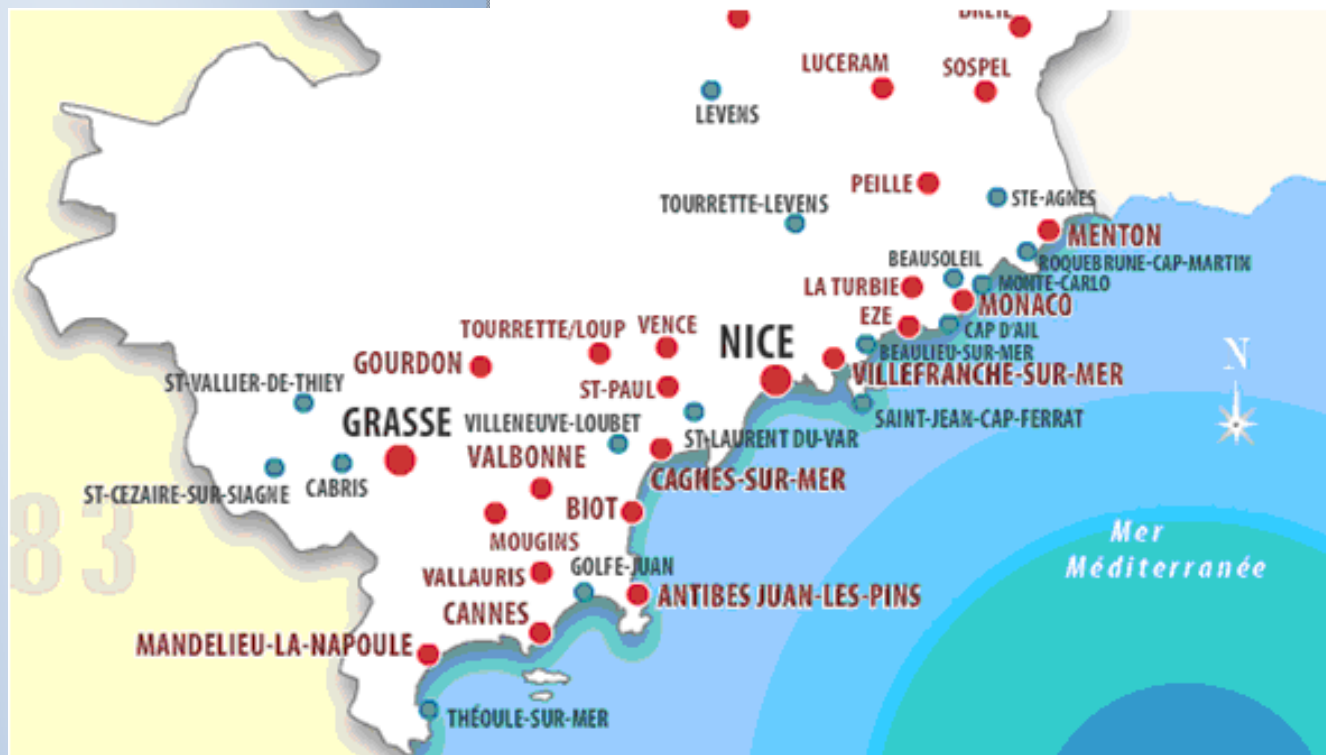 BREIL
LUCERAM
SOSPEL
LEVENS
PEILLE
STE-AGNES
TOURRETTE-LEVENS
MENTON
BEAUSOLEIL
ROQUEBRUNE-CAP-MARTIN
LA TURBIE
MONTE-CARLO
MONACO
EZE
CAP D'AIL
TOURRETTE/LOUP
VENCE
NICE
BEAULIEU-SUR-MER
GOURDON
VILLEFRANCHE-SUR-MER
ST-VALLIER-DE-THIEY
ST-PAUL
N
GRASSE
VILLENEUVE-LOUBET
SAINT-JEAN-CAP-FERRAT
ST-LAURENT DU-VAR
VALBONNE
CAGNES-SUR-MER
ST-CEZAIRE-SUR-SIAGNE
CABRIS
BIOT
83
MOUGINS
Mer
Méditerranée
GOLFE-JUAN
VALLAURIS
ANTIBES JUAN-LES-PINS
CANNES
MANDELIEU-LA-NAPOULE
THÉOULE-SUR-MER